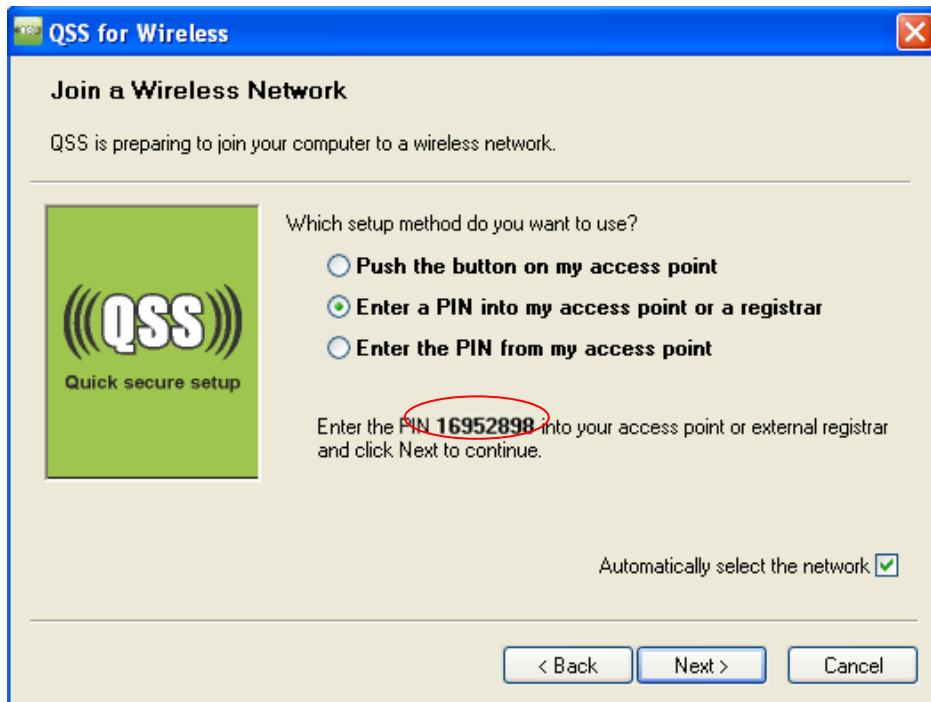 QSS for Wireless
Join a Wireless Network
QSS is preparing to join your computer to a wireless network.
Which setup method do you want to use?
Push the button on my access point
Enter a PIN into my access point or a registrar
Enter the PIN from my access point
(((QSS)))
Quick secure setup
Enter the PIN 16952898 into your access point or external registrar
and click Next to continue.
Automatically select the network
< Back
Next >
Cancel